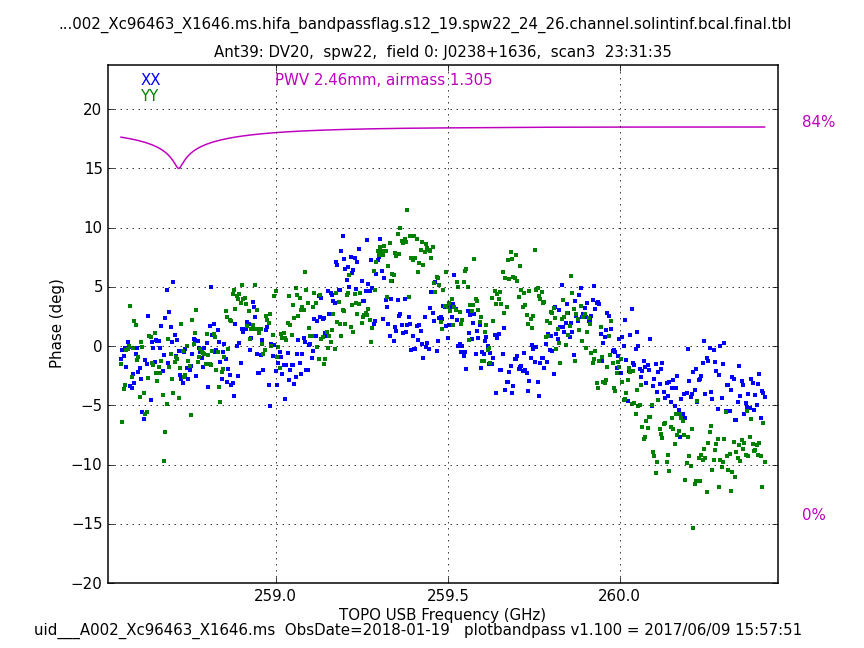 ...002_Xc96463_X1646.ms.hifa_bandpassflag.s12_19.spw22_24_26.channel.solintinf.bcal.final.tbl
Ant39: DV20,  spw22,  field 0: J0238+1636,  scan3  23:31:35
XX
PWV 2.46mm, airmass 1.305
YY
20
84%
15
10
5
Phase (deg)
0
−5
−10
−15
0%
−20
259.0
259.5
260.0
TOPO USB Frequency (GHz)
uid___A002_Xc96463_X1646.ms  ObsDate=2018-01-19   plotbandpass v1.100 = 2017/06/09 15:57:51